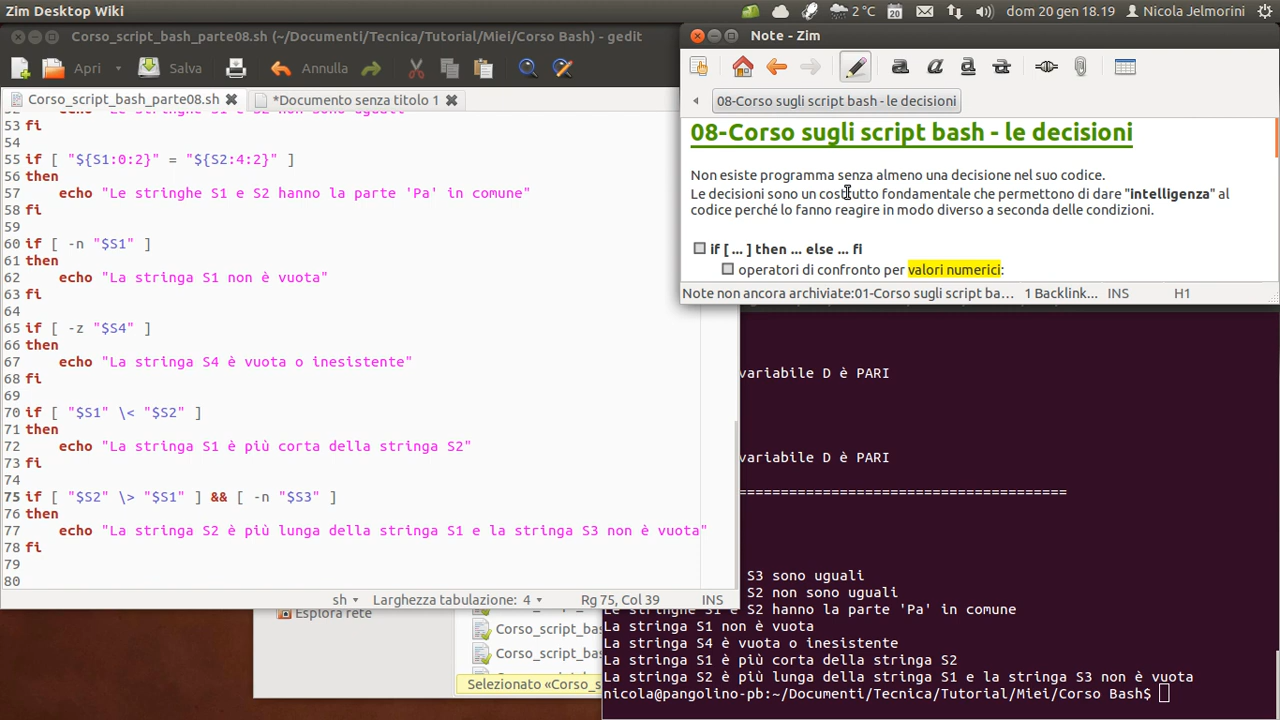 Zim Desktop Wiki
2 °C
dom 20 gen 18.19
Nicola Jelmorini
Corso_script_bash_parte08.sh (~/Documenti/Tecnica/Tutorial/Miei/Corso Bash) - gedit
Apri
Salva
Annulla
Corso_script_bash_parte08.sh
*Documento senza titolo 1
53 fi
54
55 if [ "${S1:0:2}" = "${S2:4:2}" ]
56 then
57 echo "Le stringhe S1 e S2 hanno la parte 'Pa' in comune"
58 fi
59
60 if [ -n "$S1" ]
61 then
62 echo "La stringa S1 non è vuota"
63 fi
64
65 if [ -z "$S4" ]
66 then
67 echo "La stringa S4 è vuota o inesistente"
68 fi
69
70 if [ "$S1" \< "$S2" ]
71 then
72 echo "La stringa S1 è più corta della stringa S2"
73 fi
74
75 if [ "$S2" \> "$S1" ] && [ -n "$S3" ]
76 then
77 echo "La stringa S2 è più lunga della stringa S1 e la stringa S3 non è vuota"
78 fi
79
80
sh
Larghezza tabulazione: 4
Rg 75, Col 39
INS
Note - Zim
08-Corso sugli script bash - le decisioni
08-Corso sugli script bash - le decisioni
Non esiste programma senza almeno una decisione nel suo codice.
Le decisioni sono un costrutto fondamentale che permettono di dare "intelligenza" al
codice perché lo fanno reagire in modo diverso a seconda delle condizioni.
if [ ... ] then ... else ... fi
operatori di confronto per valori numerici:
Note non ancora archiviate:01-Corso sugli script ba...
1 Backlink...
INS
H1
variabile D è PARI
variabile D è PARI
======================================
S3 sono uguali
S2 non sono uguali
Le stringhe S1 e S2 hanno la parte 'Pa' in comune
La stringa S1 non è vuota
La stringa S4 è vuota o inesistente
La stringa S1 è più corta della stringa S2
La stringa S2 è più lunga della stringa S1 e la stringa S3 non è vuota
nicola@pangolino-pb:~/Documenti/Tecnica/Tutorial/Miei/Corso Bash$
Esplora rete
Corso_script_bas
Corso_script_bas
Selezionato «Corso_s